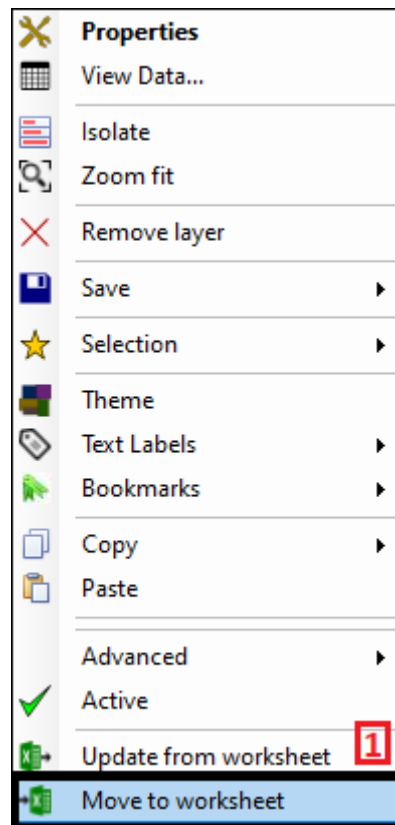 Properties
View Data...
Isolate
Zoom fit
Remove layer
Save
Selection
Theme
Text Labels
Bookmarks
Copy
Paste
Advanced
Active
Update from worksheet 1
Move to worksheet